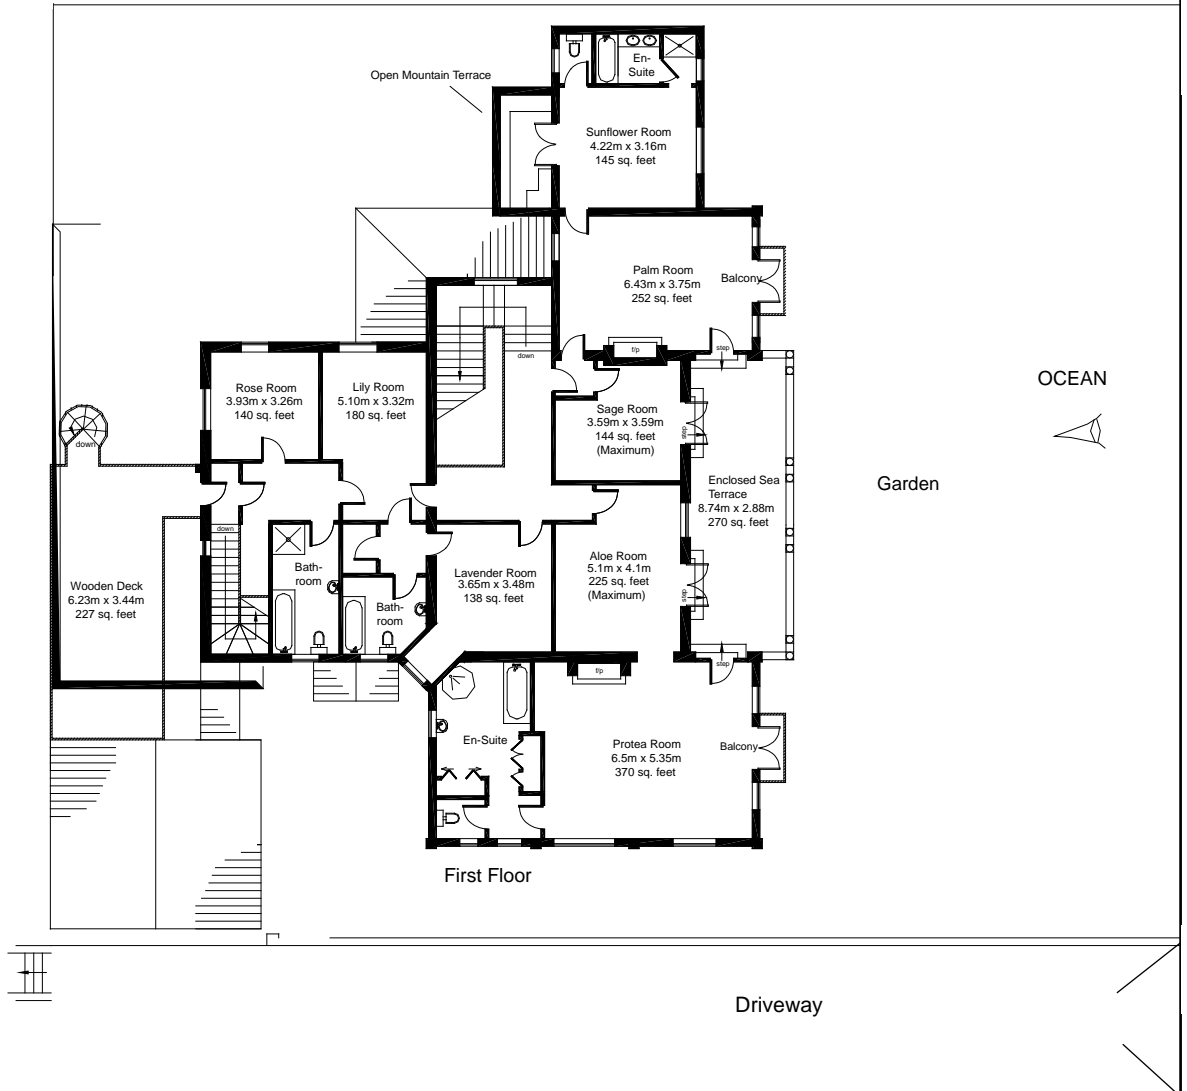 Open Mountain Terrace
En-
Suite
Sunflower Room
4.22m x 3.16m
145 sq. feet
Palm Room
6.43m x 3.75m
252 sq. feet
Balcony
f/p
step
down
Rose Room
3.93m x 3.26m
140 sq. feet
Lily Room
5.10m x 3.32m
180 sq. feet
OCEAN
Sage Room
3.59m x 3.59m
144 sq. feet
(Maximum)
step
down
Enclosed Sea
Terrace
8.74m x 2.88m
270 sq. feet
Garden
down
Aloe Room
5.1m x 4.1m
225 sq. feet
(Maximum)
Bath-
room
Lavender Room
3.65m x 3.48m
138 sq. feet
Wooden Deck
6.23m x 3.44m
227 sq. feet
Bath-
room
step
step
f/p
En-Suite
Protea Room
6.5m x 5.35m
370 sq. feet
Balcony
First Floor
Driveway